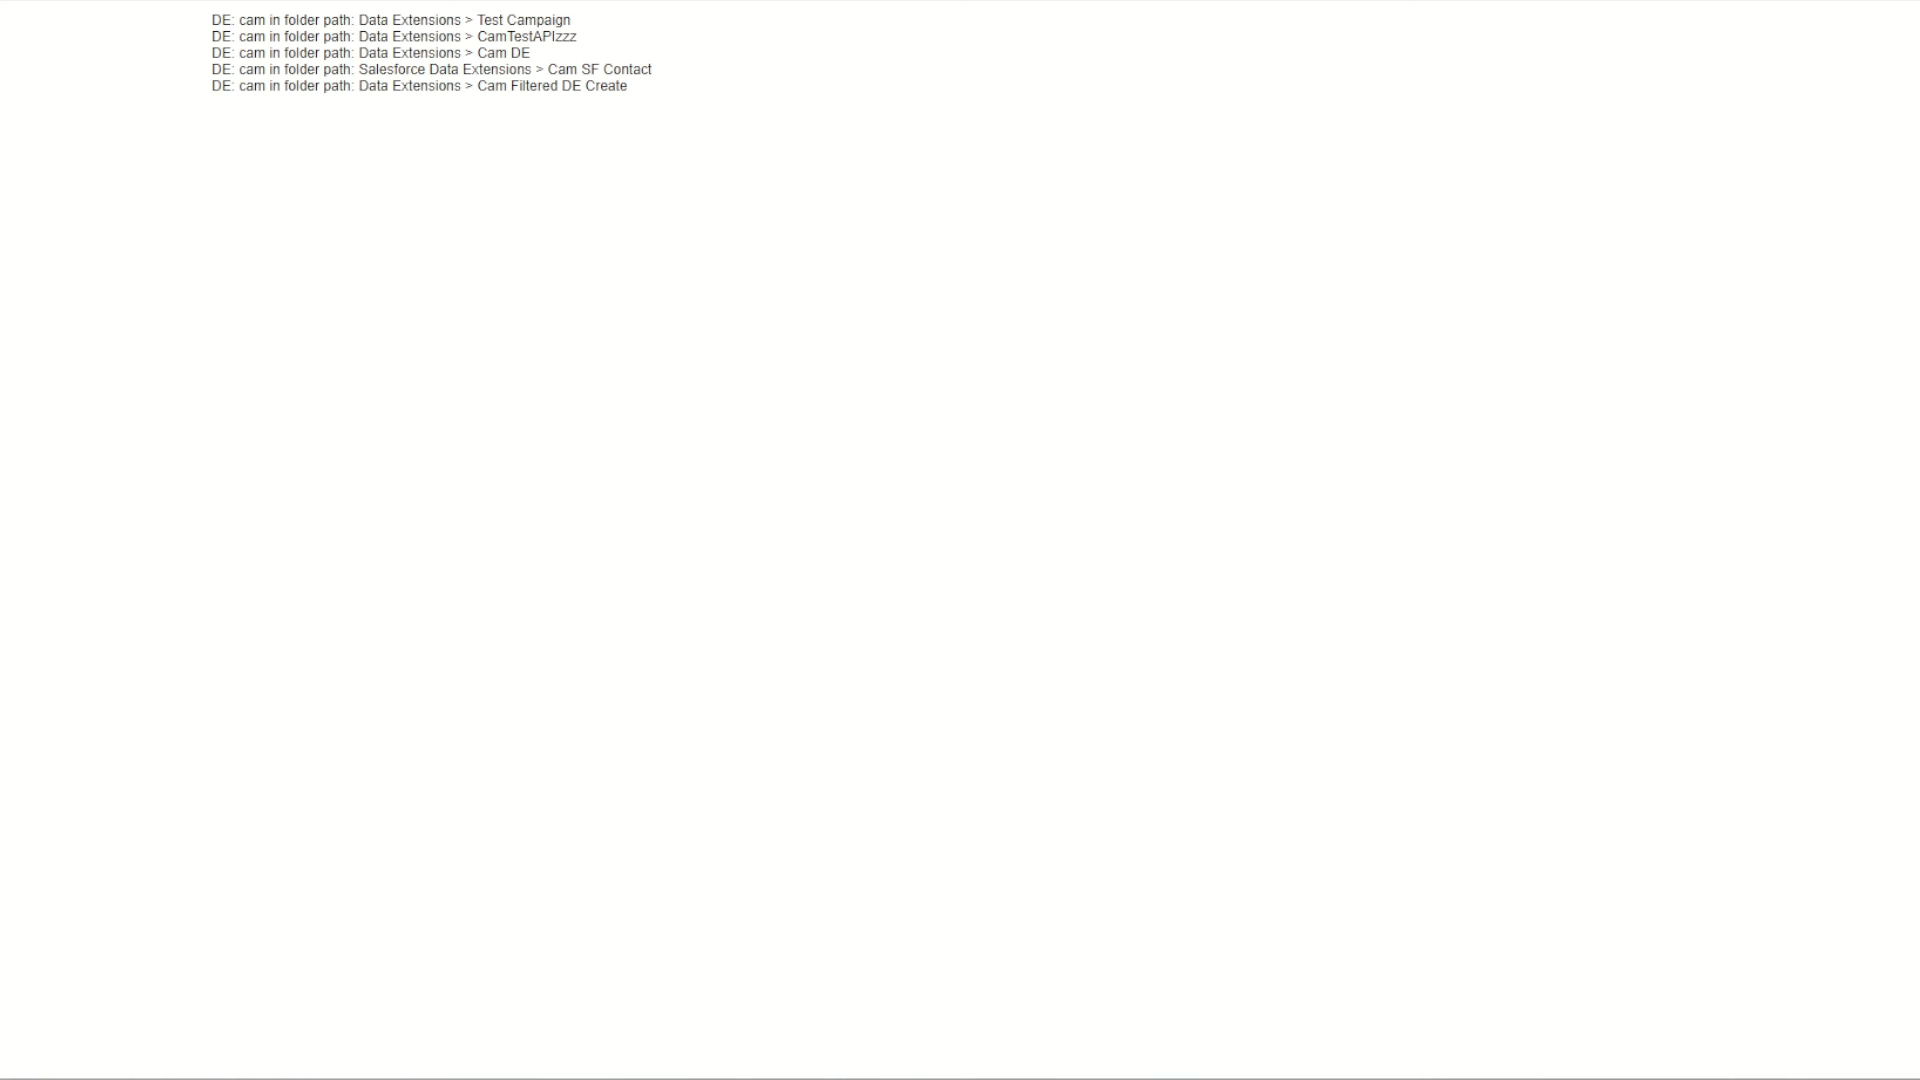 DE: cam in folder path: Data Extensions > Test Campaign
DE: cam in folder path: Data Extensions > CamTestAPIzzz
DE: cam in folder path: Data Extensions > Cam DE
DE: cam in folder path: Salesforce Data Extensions > Cam SF Contact
DE: cam in folder path: Data Extensions > Cam Filtered DE Create